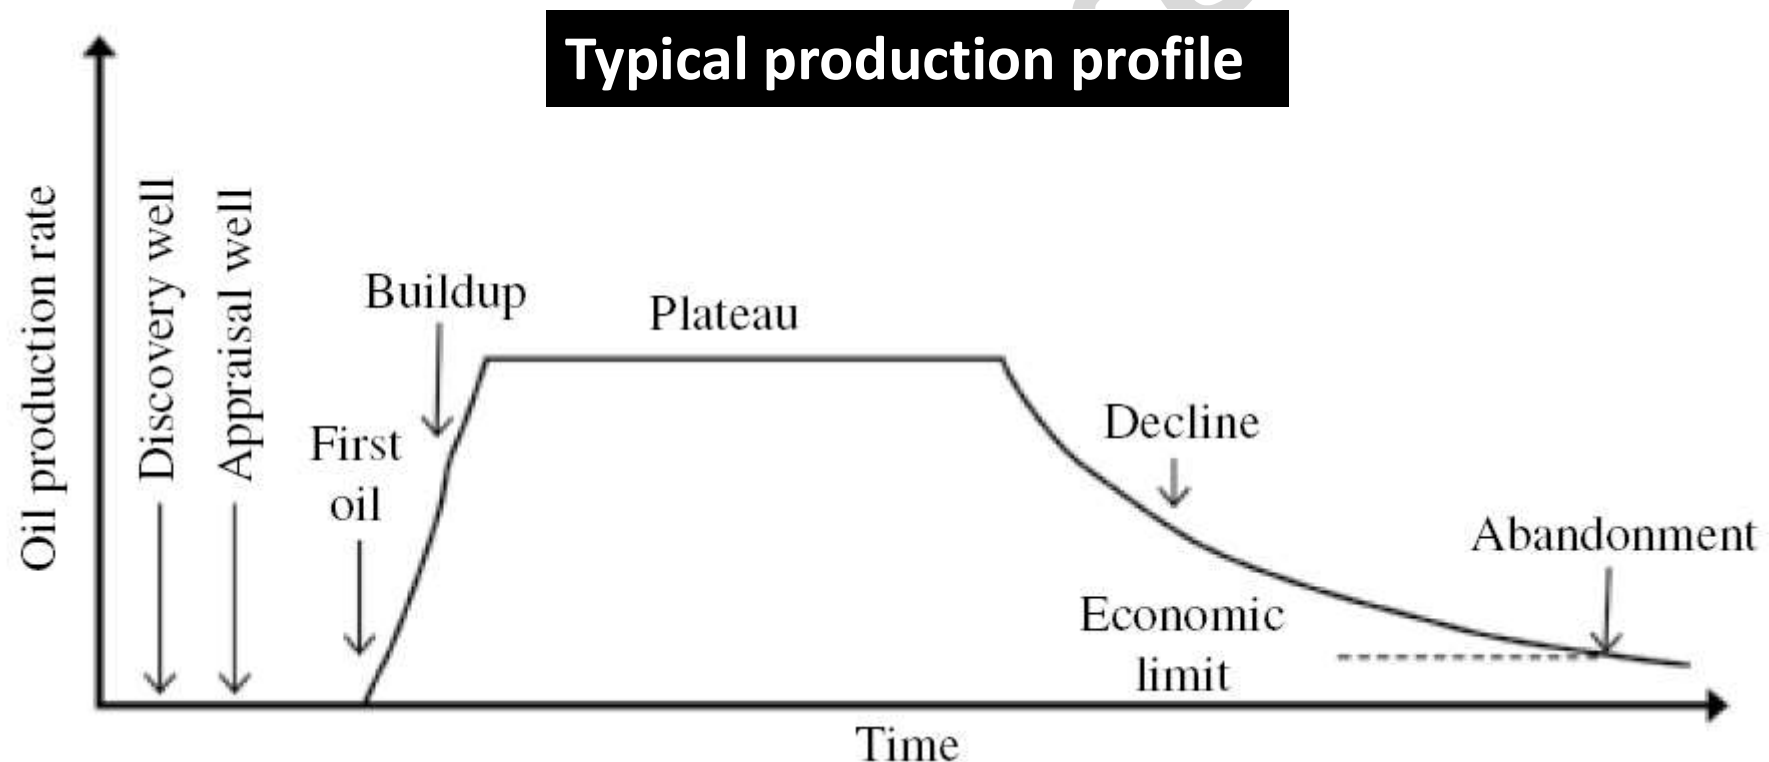 Typical production profile
Oil production rate
Discovery well
Appraisal well
First
oil
Buildup
Plateau
Decline
Economic
limit
Abandonment
Time